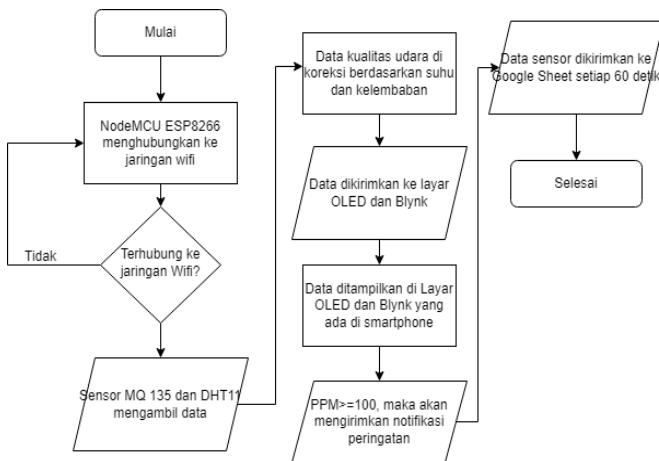 Mulai
NodeMCU ESP8266
menghubungkan ke
jaringan wifi
Terhubung ke
jaringan Wifi?
Tidak
Sensor MQ 135 dan DHT11
mengambil data
Data kualitas udara di
koreksi berdasarkan suhu
dan kelembaban
Data dikirimkan ke layar
OLED dan Blynk
Data ditampilkan di Layar
OLED dan Blynk yang
ada di smartphone
PPM>=100, maka akan
mengirimkan notifikasi
peringatan
Data sensor dikirimkan ke
Google Sheet setiap 60 detik
Selesai